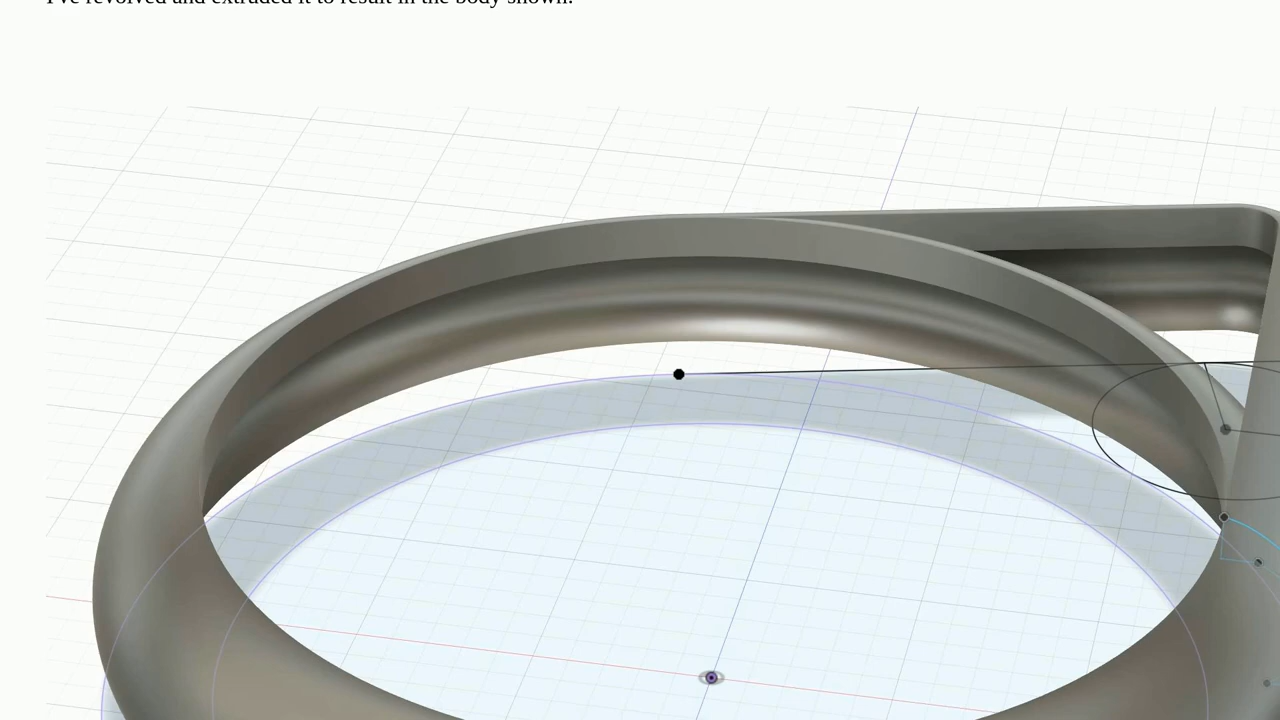 I've revolved and extruded it to result in the body shown.